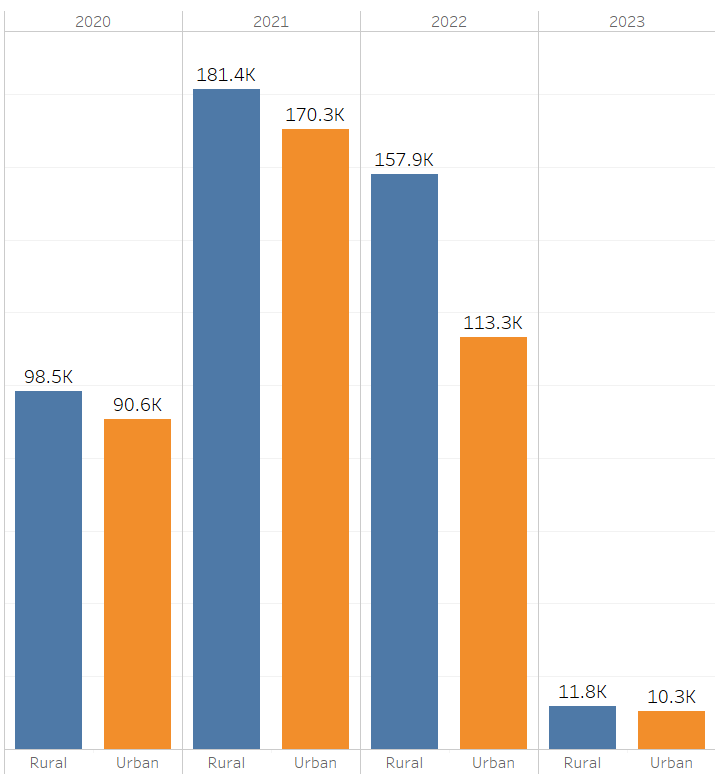 2020 2021 2022 2023
181.4K
170.3K
157.9K
113.3K
98.5K
90.6K
11.8K
10.3K
Rural Urban Rural Urban Rural Urban Rural Urban